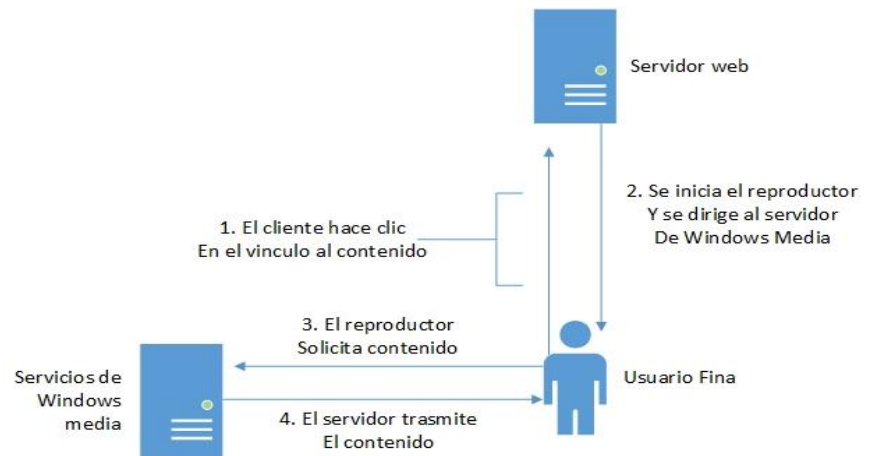 Servidor web
2. Se inicia el reproductor
Y se dirige al servidor
De Windows Media
1. El cliente hace clic
En el vinculo al contenido
3. El reproductor
Solicita contenido
Servicios de
Windows
media
Usuario Fina
4. El servidor trasmite
El contenido